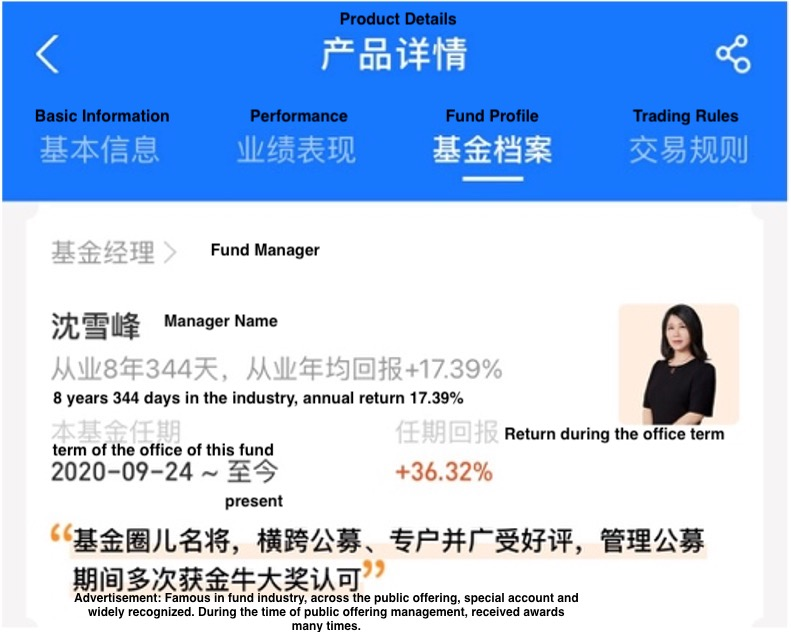 Product Details
产品详情
Basic Information Performance Fund Profile Trading Rules
基本信息 业绩表现 基金档案 交易规则
基金经理 Fund Manager
沈雪峰 Manager Name
从业8年344天，从业年均回报+17.39%
8 years 344 days in the industry, annual return 17.39%
本基金任期 任期回报 Return during the office term
term of the office of this fund
2020-09-24 ~ 至今 +36.32%
present
“基金圈儿名将，横跨公募、专户并广受好评，管理公募
期间多次获金牛大奖认可”
Advertisement: Famous in fund industry, across the public offering, special account and
widely recognized. During the time of public offering management, received awards
many times.